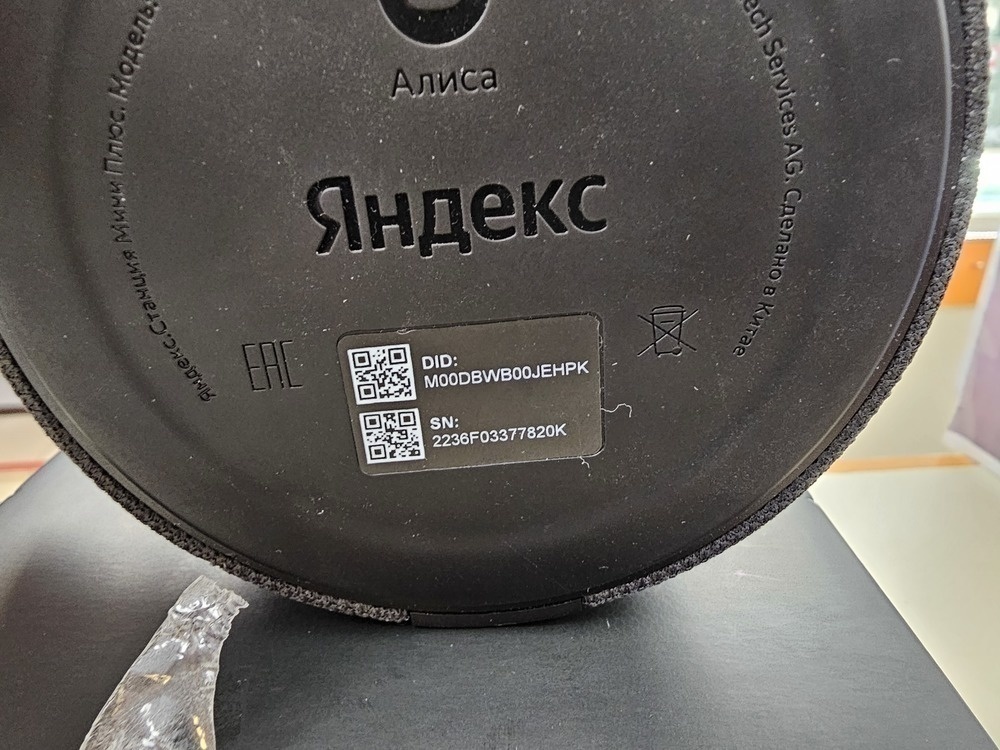 Алиса
Яндекс
Яндекс.Станция Мини Плюс. Модель:
ech Services AG. Сделано в Китае
EAC
DID:
M00DBWB00JEHPK
SN:
2236F03377820K